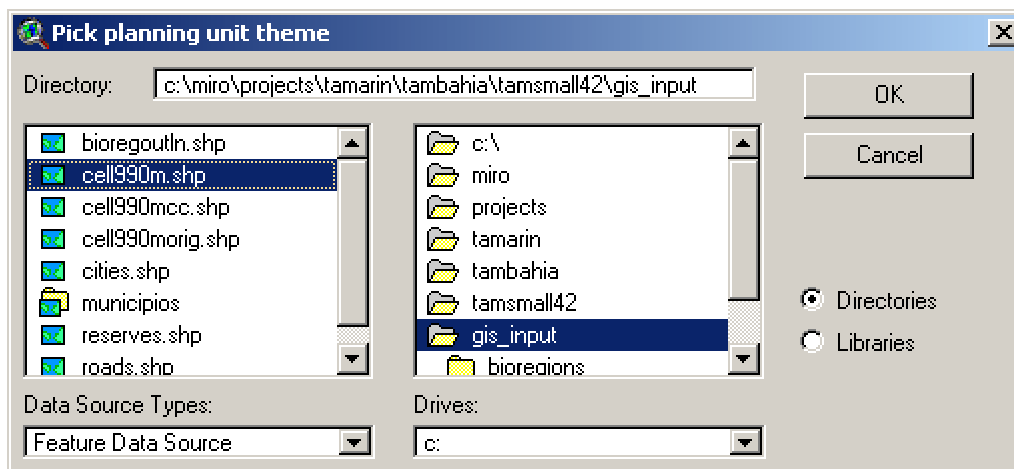 Pick planning unit theme
Directory: c:\miro\projects\tamarin\tambahia\tamsmall42\gis_input
OK
Cancel
bioregoutln.shp
cell990m.shp
cell990mcc.shp
cell990morig.shp
cities.shp
municipios
reserves.shp
roads.shp
c:\
miro
projects
tamarin
tambahia
tamsmall42
gis_input
bioregions
Directories
Libraries
Data Source Types:
Feature Data Source
Drives:
c: